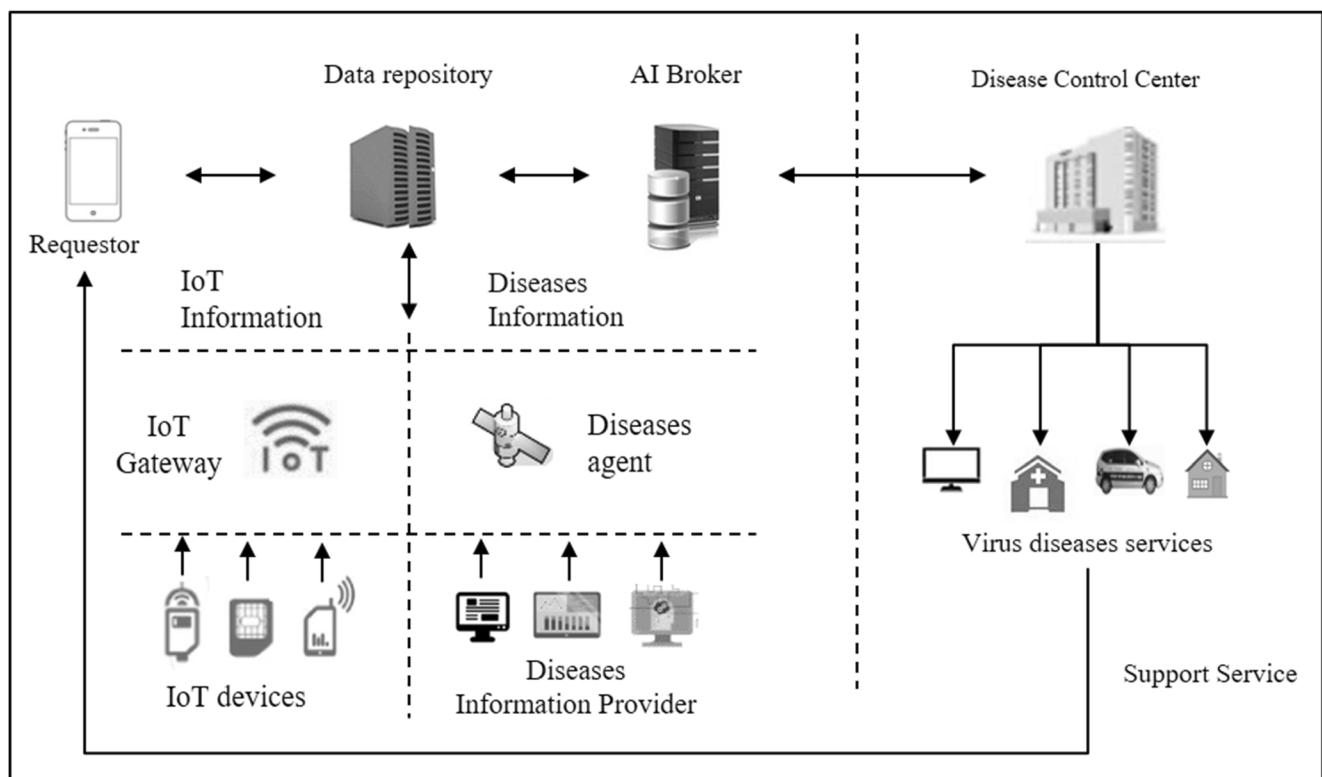 Data repository
AI Broker
Disease Control Center
Requestor
IoT
Information
Diseases
Information
IoT
Gateway
IoT
Diseases
agent
Virus diseases services
IoT devices
Diseases
Information Provider
Support Service